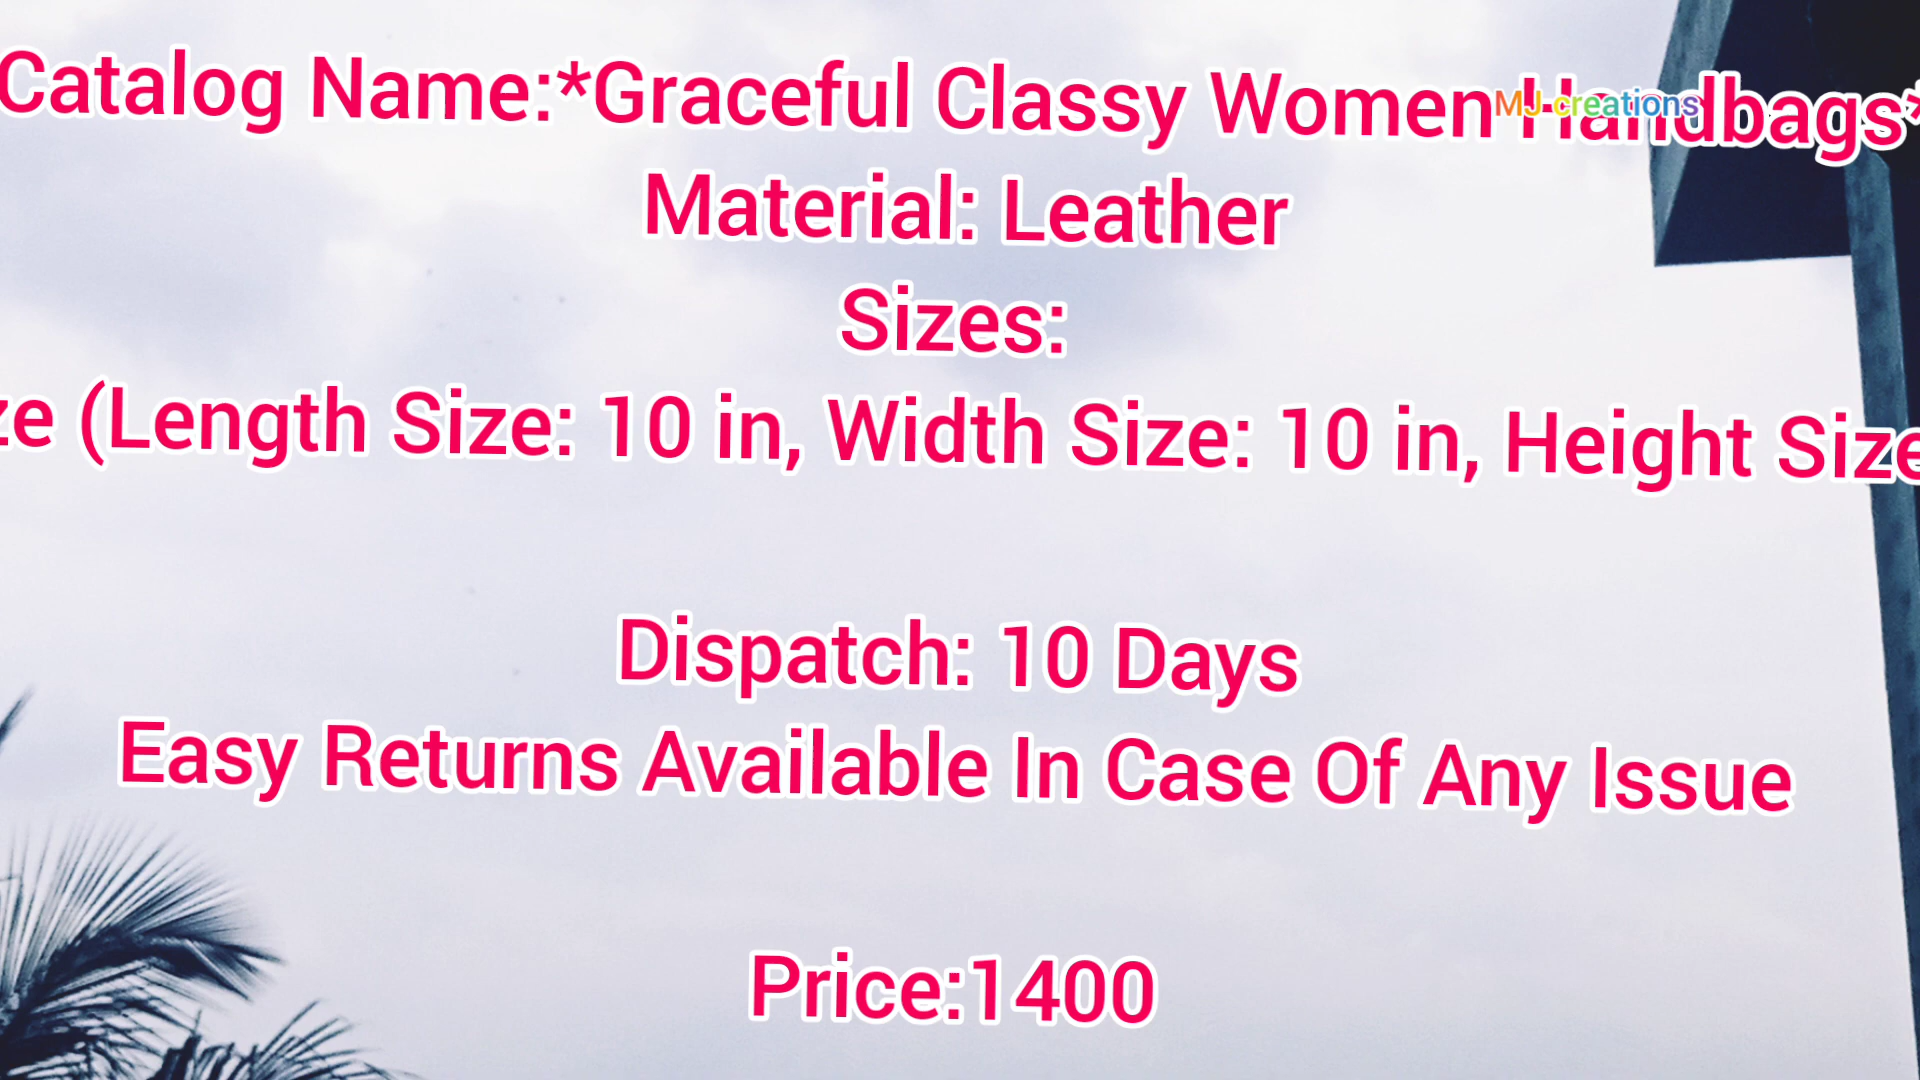 Catalog Name:*Graceful Classy Women Handbags*
MJ creations
Material: Leather
Sizes:
(Length Size: 10 in, Width Size: 10 in, Height Size
Dispatch: 10 Days
Easy Returns Available In Case Of Any Issue
Price:1400